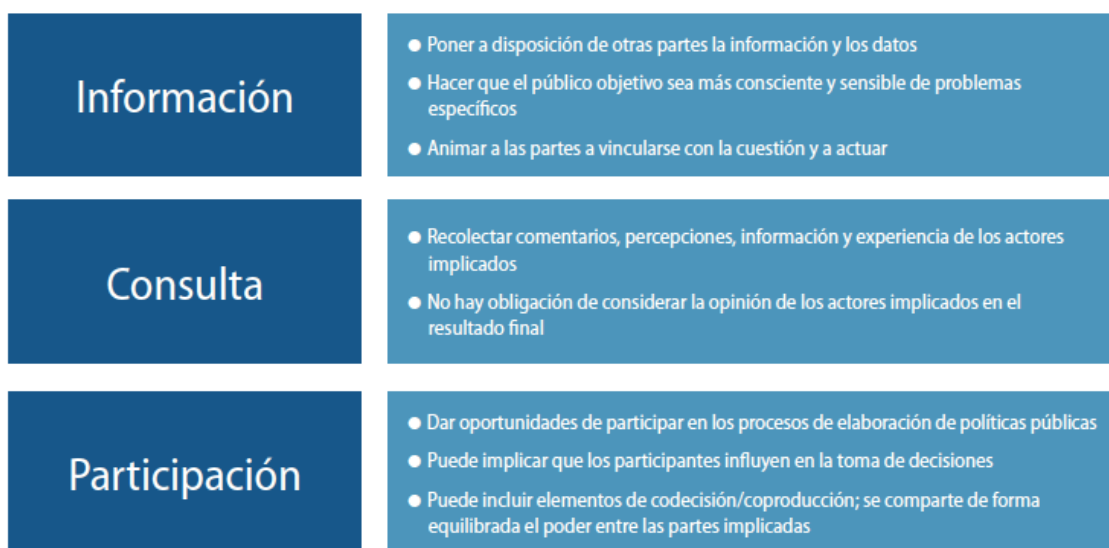 Información
● Poner a disposición de otras partes la información y los datos
● Hacer que el público objetivo sea más consciente y sensible de problemas
específicos
● Animar a las partes a vincularse con la cuestión y a actuar
Consulta
● Recolectar comentarios, percepciones, información y experiencia de los actores
implicados
● No hay obligación de considerar la opinión de los actores implicados en el
resultado final
Participación
● Dar oportunidades de participar en los procesos de elaboración de políticas públicas
● Puede implicar que los participantes influyen en la toma de decisiones
● Puede incluir elementos de codecisión/coproducción; se comparte de forma
equilibrada el poder entre las partes implicadas